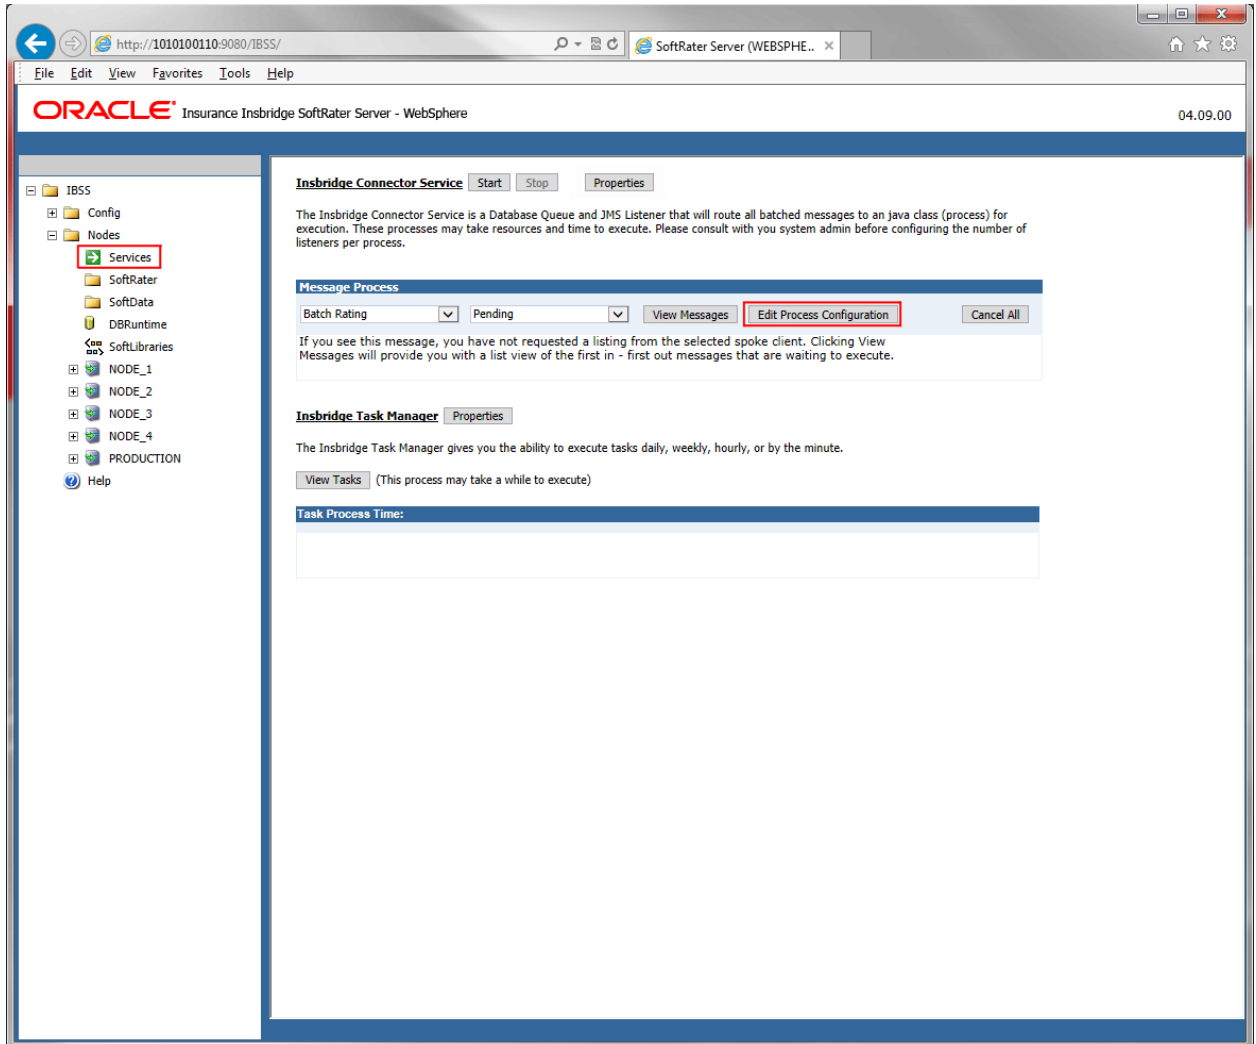 http://1010100110:9080/IBSS/
SoftRater Server (WEBSPHE..
File Edit View Favorites Tools Help
ORACLE Insurance Insbridge SoftRater Server - WebSphere
04.09.00
IBSS
Config
Nodes
Services
SoftRater
SoftData
DBRuntime
SoftLibraries
NODE_1
NODE_2
NODE_3
NODE_4
PRODUCTION
Help
Insbridge Connector Service Start Stop Properties
The Insbridge Connector Service is a Database Queue and JMS Listener that will route all batched messages to an java class (process) for
execution. These processes may take resources and time to execute. Please consult with you system admin before configuring the number of
listeners per process.
Message Process
Batch Rating Pending View Messages Edit Process Configuration Cancel All
If you see this message, you have not requested a listing from the selected spoke client. Clicking View
Messages will provide you with a list view of the first in - first out messages that are waiting to execute.
Insbridge Task Manager Properties
The Insbridge Task Manager gives you the ability to execute tasks daily, weekly, hourly, or by the minute.
View Tasks (This process may take a while to execute)
Task Process Time: